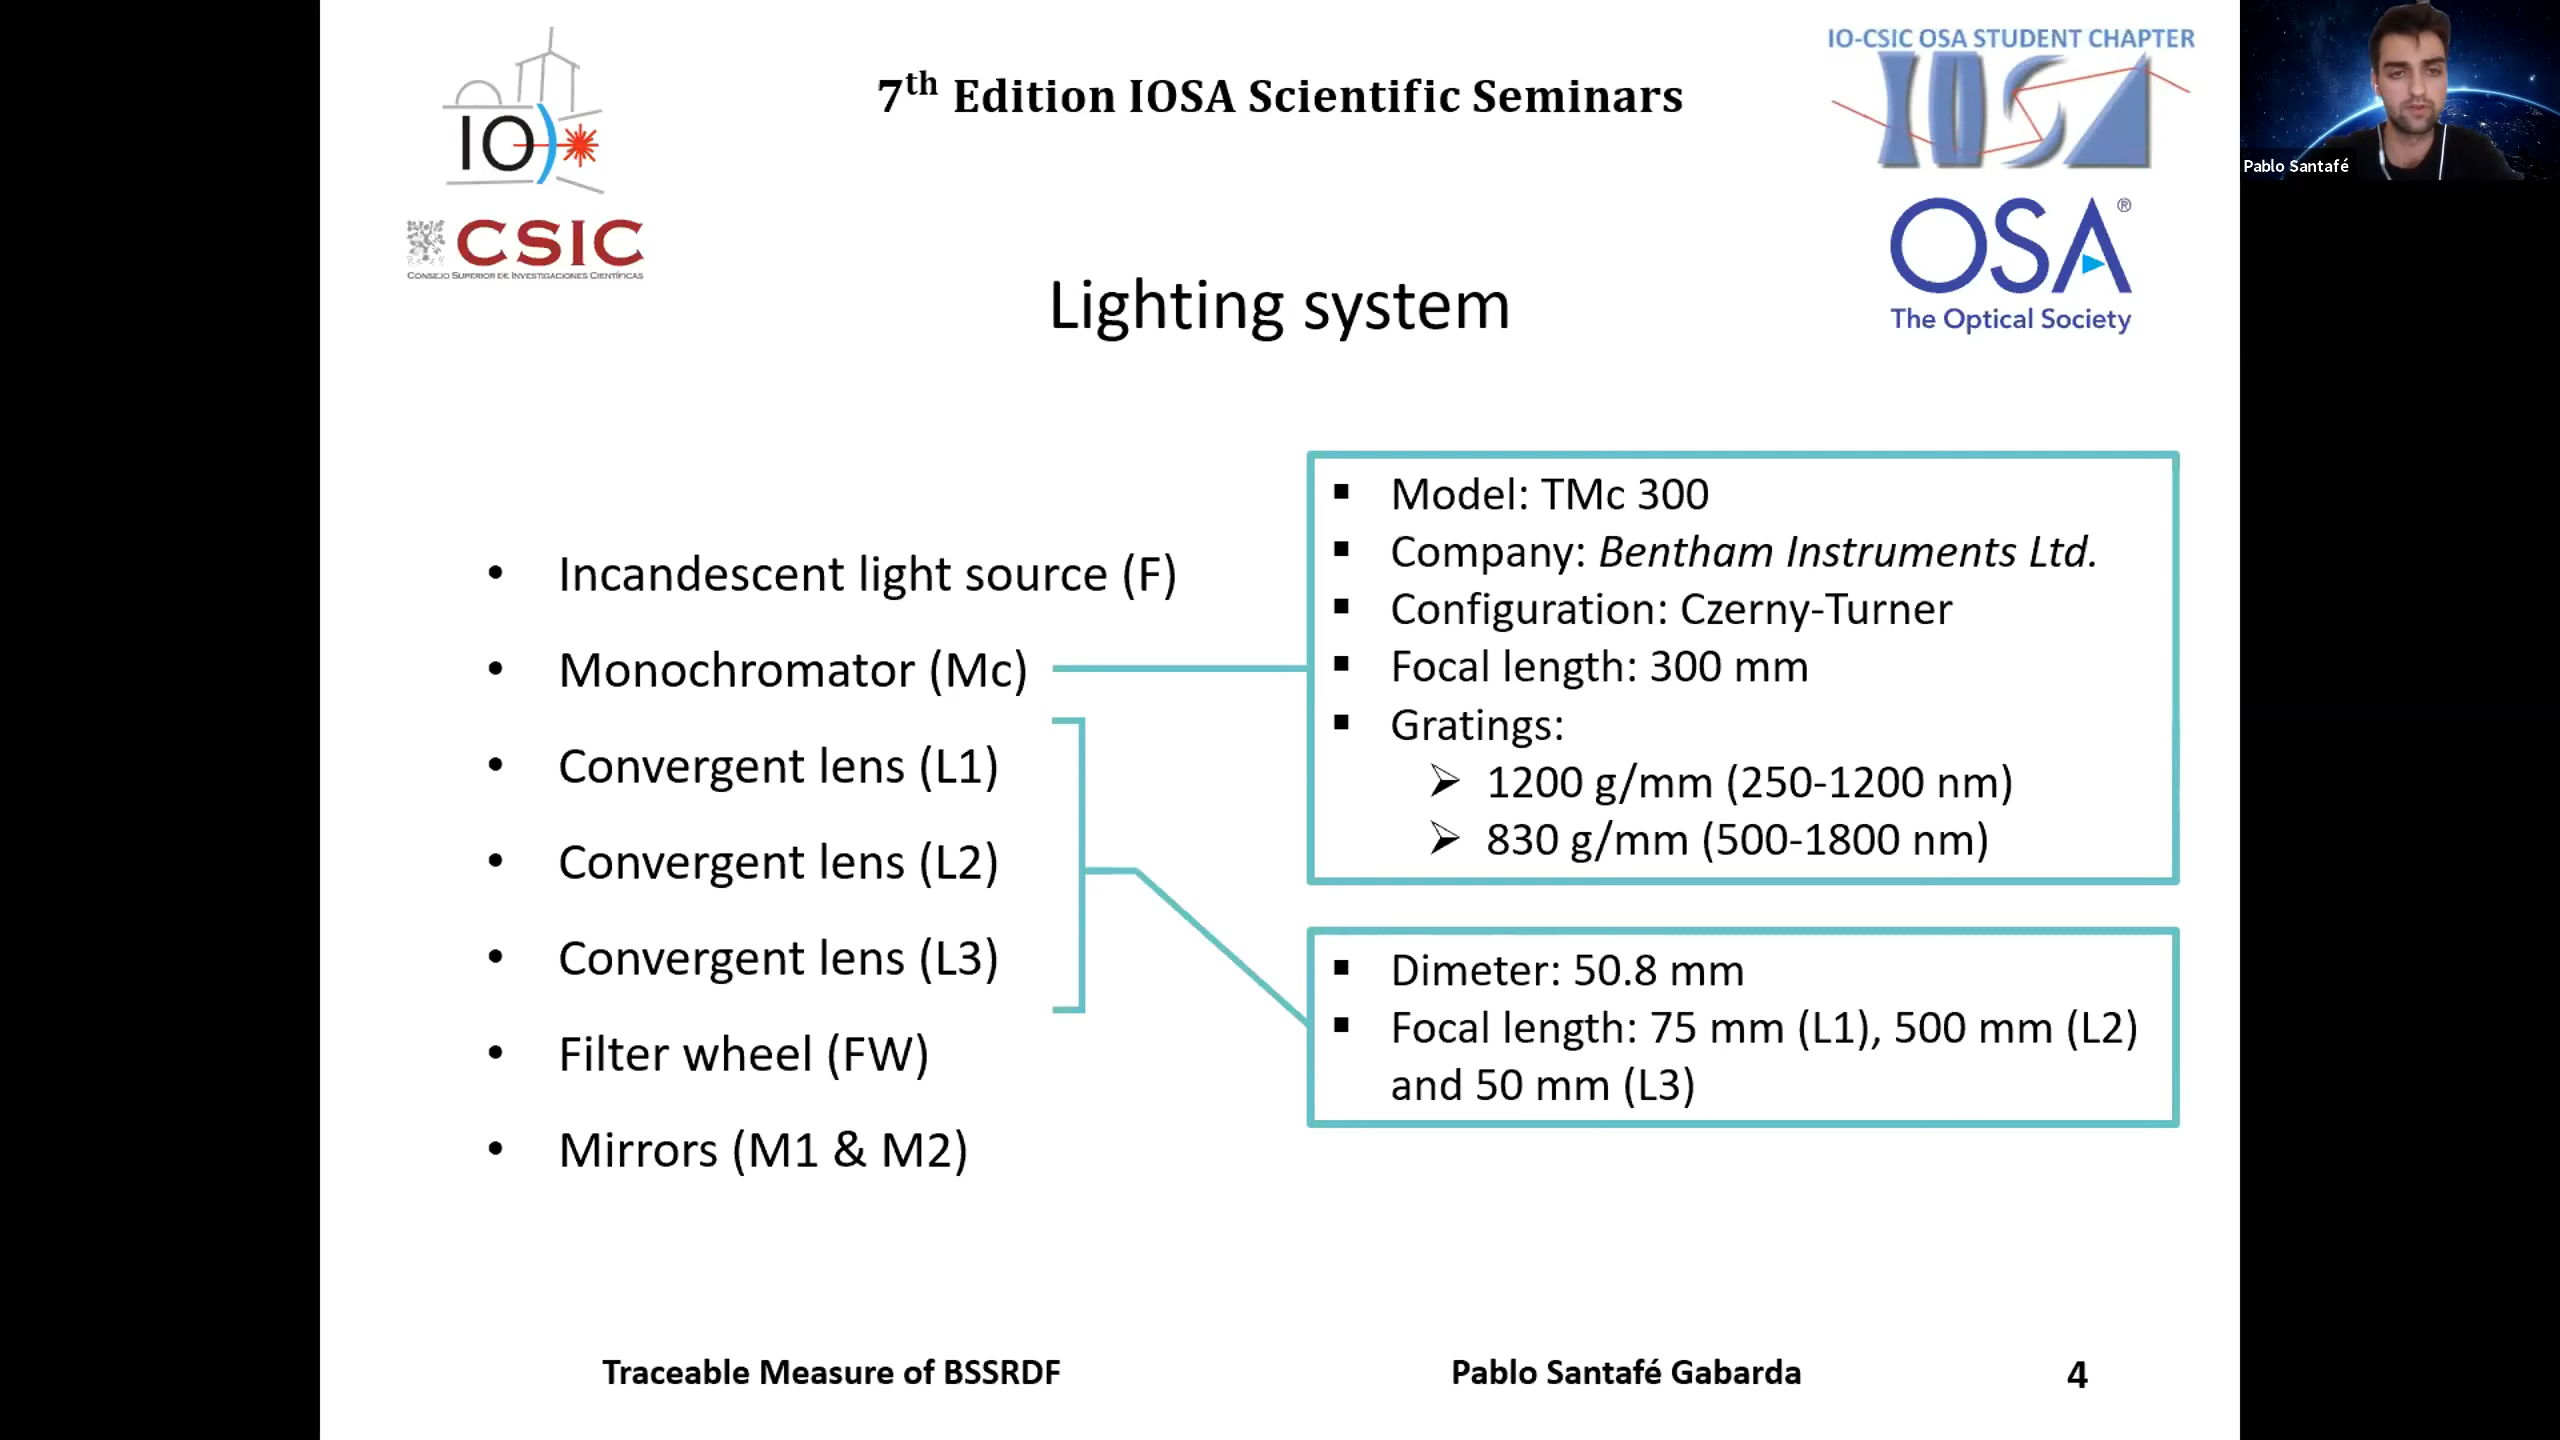 IO
CSIC
CONSEJO SUPERIOR DE INVESTIGACIONES CIENTÍFICAS
7th Edition IOSA Scientific Seminars
IO-CSIC OSA STUDENT CHAPTER
IOSA
OSA®
The Optical Society
Pablo Santafé
Lighting system
• Incandescent light source (F)
• Monochromator (Mc)
• Convergent lens (L1)
• Convergent lens (L2)
• Convergent lens (L3)
• Filter wheel (FW)
• Mirrors (M1 & M2)
▪ Model: TMc 300
▪ Company: Bentham Instruments Ltd.
▪ Configuration: Czerny-Turner
▪ Focal length: 300 mm
▪ Gratings:
➢ 1200 g/mm (250-1200 nm)
➢ 830 g/mm (500-1800 nm)
▪ Dimeter: 50.8 mm
▪ Focal length: 75 mm (L1), 500 mm (L2)
and 50 mm (L3)
Traceable Measure of BSSRDF
Pablo Santafé Gabarda
4